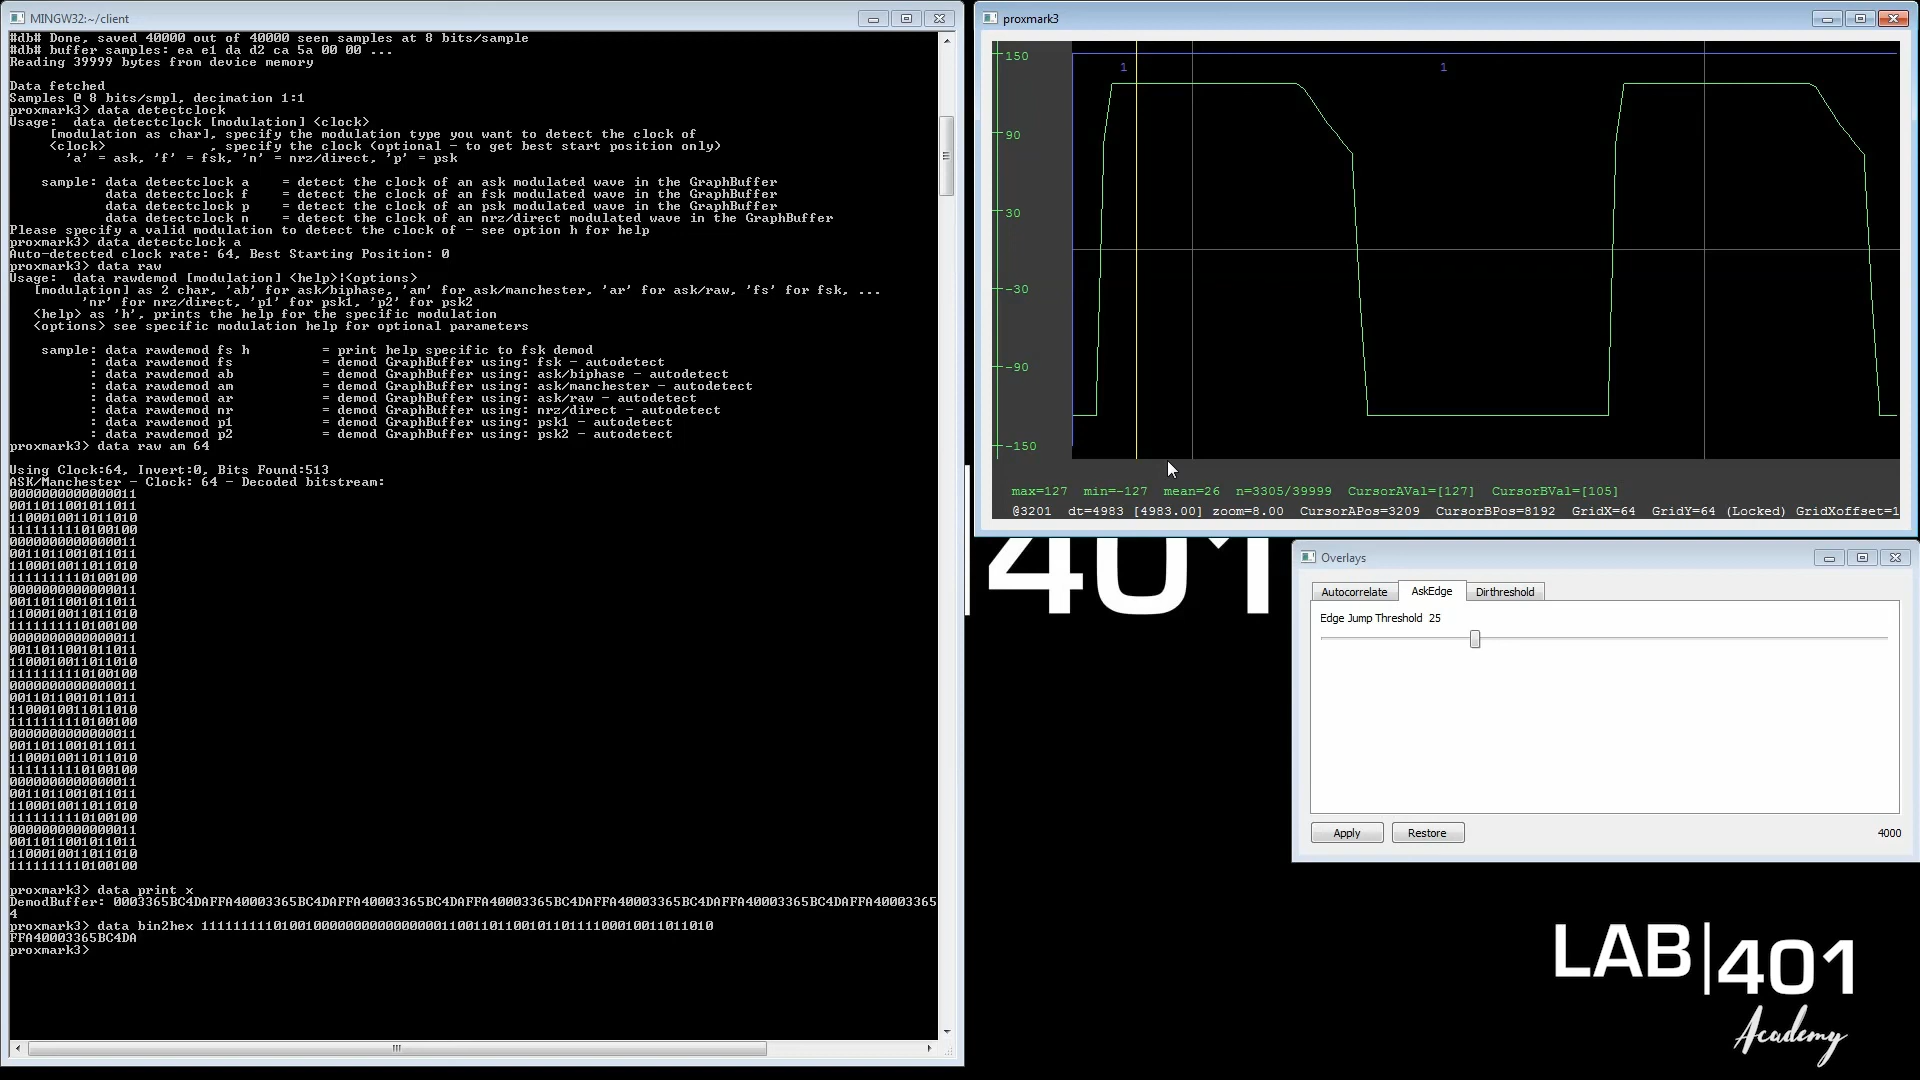 MINGW32:~/client
#db# Done, saved 40000 out of 40000 seen samples at 8 bits/sample
#db# buffer samples: ea e1 da d2 ca 5a 00 00 ...
Reading 39999 bytes from device memory
Data fetched
Samples @ 8 bits/smpl, decimation 1:1
proxmark3> data detectclock
Usage:  data detectclock [modulation] <clock>
     [modulation as char], specify the modulation type you want to detect the clock of
     <clock>             , specify the clock (optional - to get best start position only)
       'a' = ask, 'f' = fsk, 'n' = nrz/direct, 'p' = psk
    sample: data detectclock a    = detect the clock of an ask modulated wave in the GraphBuffer
            data detectclock f    = detect the clock of an fsk modulated wave in the GraphBuffer
            data detectclock p    = detect the clock of an psk modulated wave in the GraphBuffer
            data detectclock n    = detect the clock of an nrz/direct modulated wave in the GraphBuffer
Please specify a valid modulation to detect the clock of - see option h for help
proxmark3> data detectclock a
Auto-detected clock rate: 64, Best Starting Position: 0
proxmark3> data raw
Usage:  data rawdemod [modulation] <help>|<options>
   [modulation] as 2 char, 'ab' for ask/biphase, 'am' for ask/manchester, 'ar' for ask/raw, 'fs' for fsk, ...
         'nr' for nrz/direct, 'p1' for psk1, 'p2' for psk2
   <help> as 'h', prints the help for the specific modulation
   <options> see specific modulation help for optional parameters
    sample: data rawdemod fs h         = print help specific to fsk demod
          : data rawdemod fs           = demod GraphBuffer using: fsk - autodetect
          : data rawdemod ab           = demod GraphBuffer using: ask/biphase - autodetect
          : data rawdemod am           = demod GraphBuffer using: ask/manchester - autodetect
          : data rawdemod ar           = demod GraphBuffer using: ask/raw - autodetect
          : data rawdemod nr           = demod GraphBuffer using: nrz/direct - autodetect
          : data rawdemod p1           = demod GraphBuffer using: psk1 - autodetect
          : data rawdemod p2           = demod GraphBuffer using: psk2 - autodetect
proxmark3> data raw am 64
Using Clock:64, Invert:0, Bits Found:513
ASK/Manchester - Clock: 64 - Decoded bitstream:
0000000000000011
0011011001011011
1100010011011010
1111111110100100
0000000000000011
0011011001011011
1100010011011010
1111111110100100
0000000000000011
0011011001011011
1100010011011010
1111111110100100
0000000000000011
0011011001011011
1100010011011010
1111111110100100
0000000000000011
0011011001011011
1100010011011010
1111111110100100
0000000000000011
0011011001011011
1100010011011010
1111111110100100
0000000000000011
0011011001011011
1100010011011010
1111111110100100
0000000000000011
0011011001011011
1100010011011010
1111111110100100
proxmark3> data print x
DemodBuffer: 0003365BC4DAFFA40003365BC4DAFFA40003365BC4DAFFA40003365BC4DAFFA40003365BC4DAFFA40003365BC4DAFFA40003365
4
proxmark3> data bin2hex 1111111110100100000000000000001100110110010110111100010011011010
FFA40003365BC4DA
proxmark3>
proxmark3
150
90
30
-30
-90
-150
1
1
max=127  min=-127  mean=26  n=3305/39999  CursorAVal=[127]  CursorBVal=[105]
@3201  dt=4983 [4983.00] zoom=8.00  CursorAPos=3209  CursorBPos=8192  GridX=64  GridY=64 (Locked) GridXoffset=1
401
Overlays
Autocorrelate AskEdge Dirthreshold
Edge Jump Threshold 25
Apply Restore 4000
LAB|401
Academy